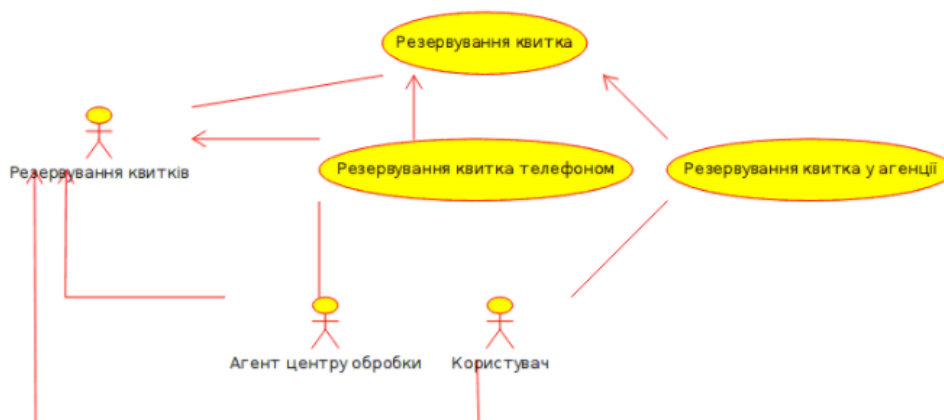 Резервування квитка
Резервування квитків
Резервування квитка телефоном
Резервування квитка у агенції
Агент центру обробки
Користувач